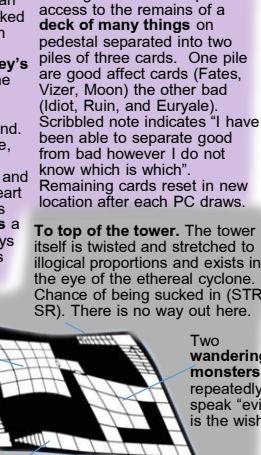 access to the remains of a
deck of many things on
pedestal separated into two
piles of three cards.  One pile
are good affect cards (Fates,
Vizer, Moon) the other bad
(Idiot, Ruin, and Euryale).
Scribbled note indicates “I have
been able to separate good
from bad however I do not
know which is which”.
Remaining cards reset in new
location after each PC draws.
To top of the tower. The tower
itself is twisted and stretched to
illogical proportions and exists in
the eye of the ethereal cyclone.
Chance of being sucked in (STR
SR). There is no way out here.
Two
wandering
monsters
repeatedly
speak “evi
is the wish